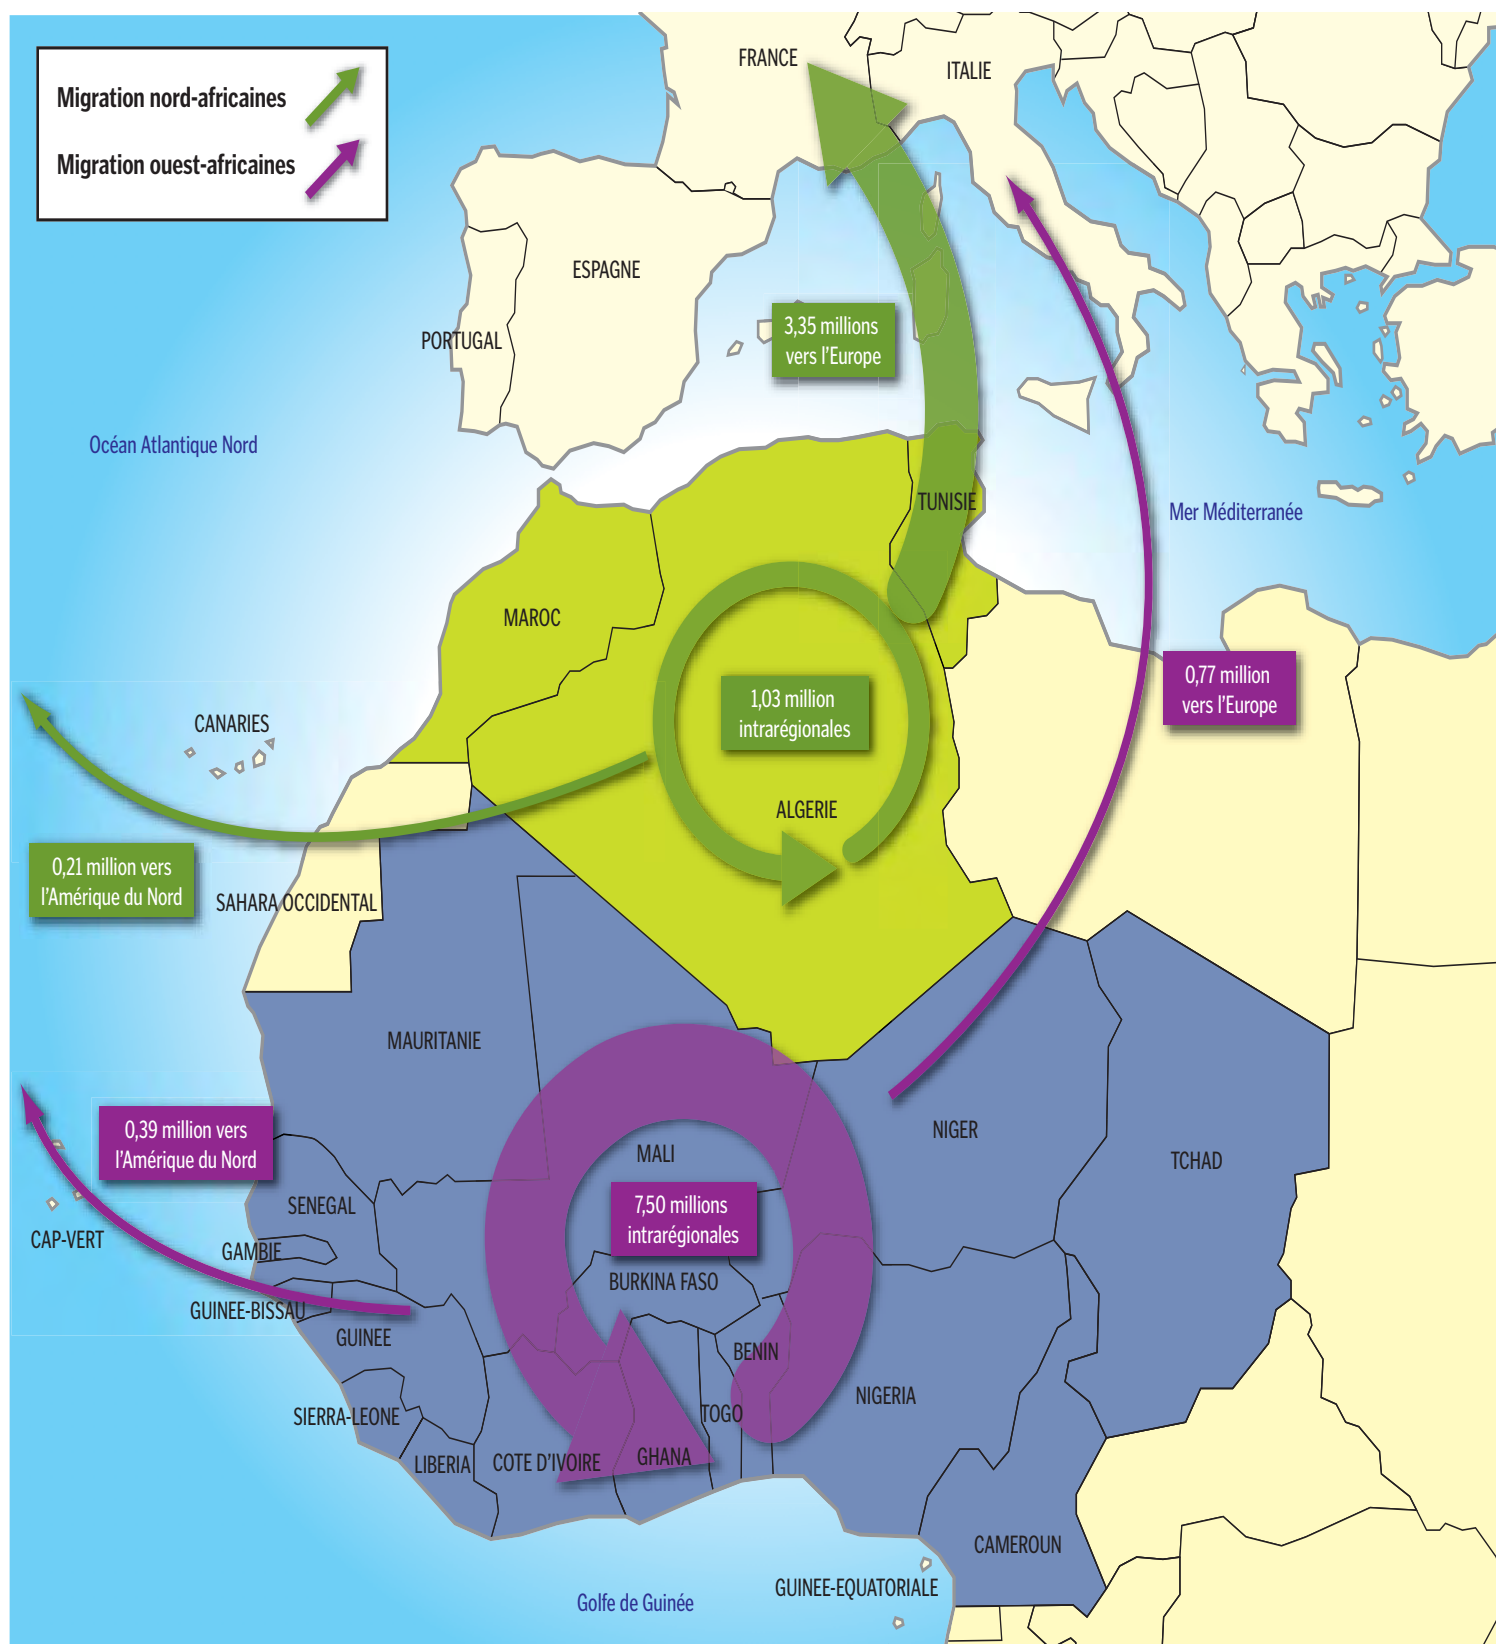 Migration nord-africaines
Migration ouest-africaines
FRANCE
ITALIE
ESPAGNE
PORTUGAL
3,35 millions
vers l'Europe
Océan Atlantique Nord
TUNISIE
Mer Méditerranée
MAROC
0,77 million
vers l'Europe
1,03 million
intrarégionales
CANARIES
ALGERIE
0,21 million vers
l'Amérique du Nord
SAHARA OCCIDENTAL
MAURITANIE
0,39 million vers
l'Amérique du Nord
NIGER
MALI
TCHAD
SENEGAL
7,50 millions
intrarégionales
CAP-VERT
GAMBIE
BURKINA FASO
GUINEE-BISSAU
GUINEE
BENIN
NIGERIA
SIERRA-LEONE
TOGO
LIBERIA
COTE D'IVOIRE
GHANA
CAMEROUN
GUINEE-EQUATORIALE
Golfe de Guinée